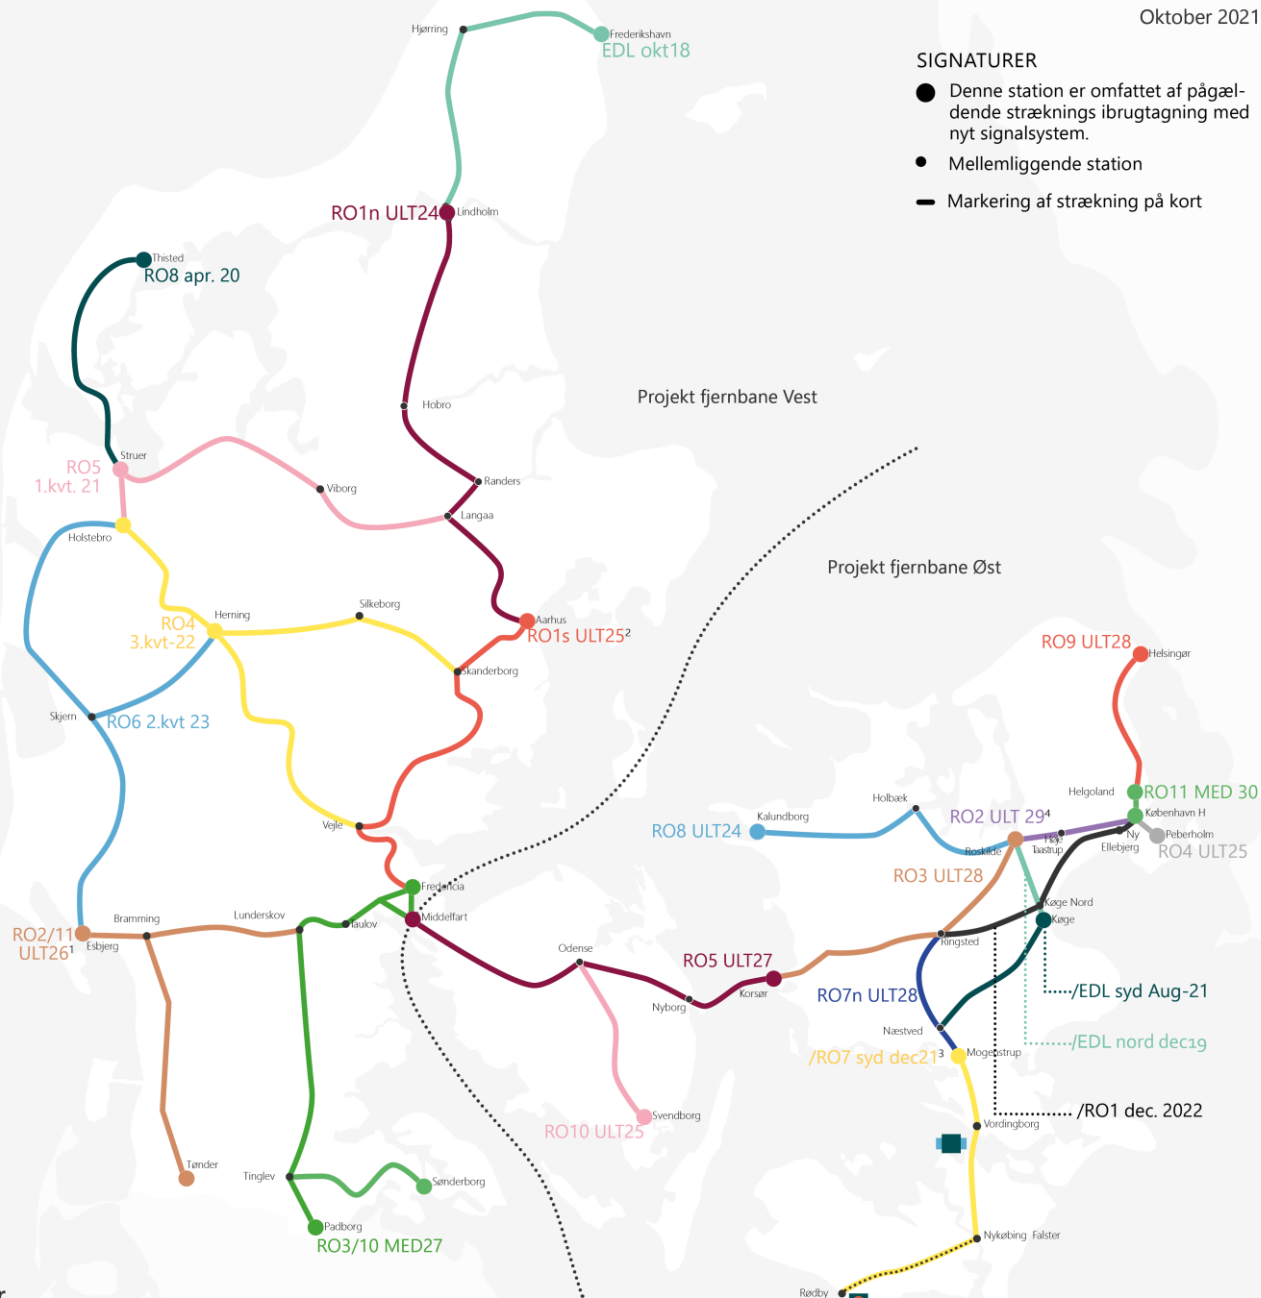 Oktober 2021
SIGNATURER
Denne station er omfattet af pågæl-
dende stræknings ibrugtagning med
nyt signalsystem.
Mellemliggende station
Markering af strækning på kort
Hjørring
Frederikshavn
EDL okt18
RO1n ULT24
Lindholm
Thisted
RO8 apr. 20
Hobro
Projekt fjernbane Vest
Struer
RO5
1.kvt. 21
Viborg
Randers
Langaa
Holstebro
Projekt fjernbane Øst
Silkeborg
Herning
RO4
3.kvt-22
Aarhus
RO1s ULT25²
Skanderborg
RO9 ULT28
Helsingør
Skjern
RO6 2.kvt 23
Helgoland
RO11 MED 30
Holbæk
Kalundborg
RO8 ULT24
RO2 ULT 29⁴
København H
Vejle
Høje
Taastrup
Ny
Ellebjerg
Peberholm
RO4 ULT25
Roskilde
RO3 ULT28
Fredericia
Køge Nord
Køge
Bramming
Lunderskov
Taulov
Middelfart
RO2/11
ULT26¹
Esbjerg
Odense
Ringsted
RO5 ULT27
Korsør
Nyborg
RO7n ULT28
/EDL syd Aug-21
Næstved
/EDL nord dec19
/RO7 syd dec21³
Mogenstrup
Svendborg
RO10 ULT25
/RO1 dec. 2022
Vordingborg
Tønder
Tinglev
Sønderborg
Padborg
RO3/10 MED27
Nykøbing Falster
Rødby
r